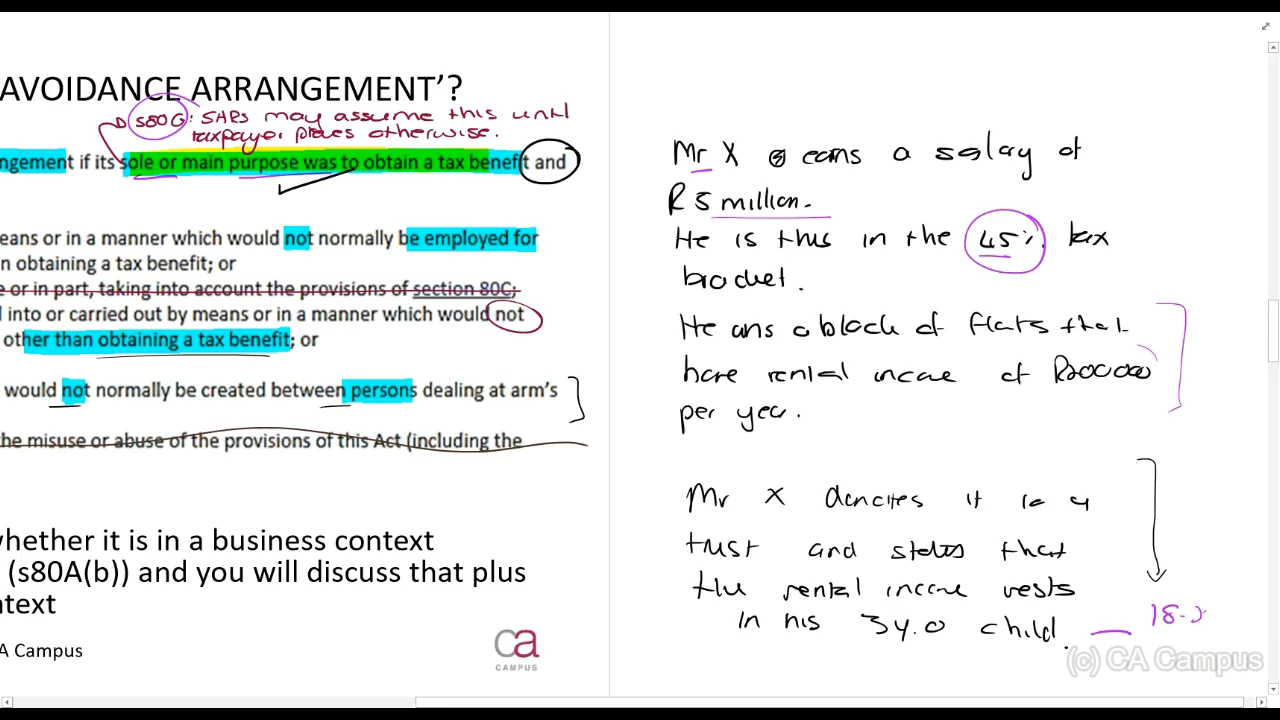 AVOIDANCE ARRANGEMENT’?
s80G: SARS may assume this until
taxpayer proves otherwise.
ngement if its sole or main purpose was to obtain a tax benefit and
eans or in a manner which would not normally be employed for
n obtaining a tax benefit; or
e or in part, taking into account the provisions of section 80C;
l into or carried out by means or in a manner which would not
other than obtaining a tax benefit; or
would not normally be created between persons dealing at arm’s
the misuse or abuse of the provisions of this Act (including the
whether it is in a business context
(s80A(b)) and you will discuss that plus
ntext
A Campus
ca
CAMPUS
Mr X earns a salary of
R5 million.
He is thus in the 45% tax
bracket.
He owns a block of flats that
have rental income of R200000
per year.
Mr X donates it to a
trust and states that
the rental income vests
in his 3 y.o child.
18%
(c) CA Campus